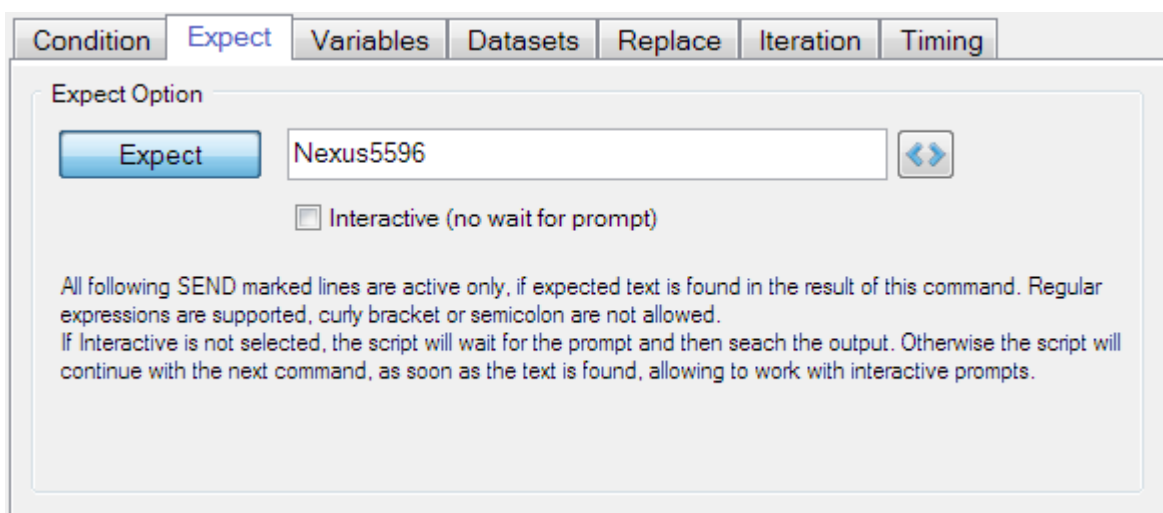 Condition Expect Variables Datasets Replace Iteration Timing
Expect Option
Expect Nexus5596
Interactive (no wait for prompt)
All following SEND marked lines are active only, if expected text is found in the result of this command. Regular
expressions are supported, curly bracket or semicolon are not allowed.
If Interactive is not selected, the script will wait for the prompt and then seach the output. Otherwise the script will
continue with the next command, as soon as the text is found, allowing to work with interactive prompts.